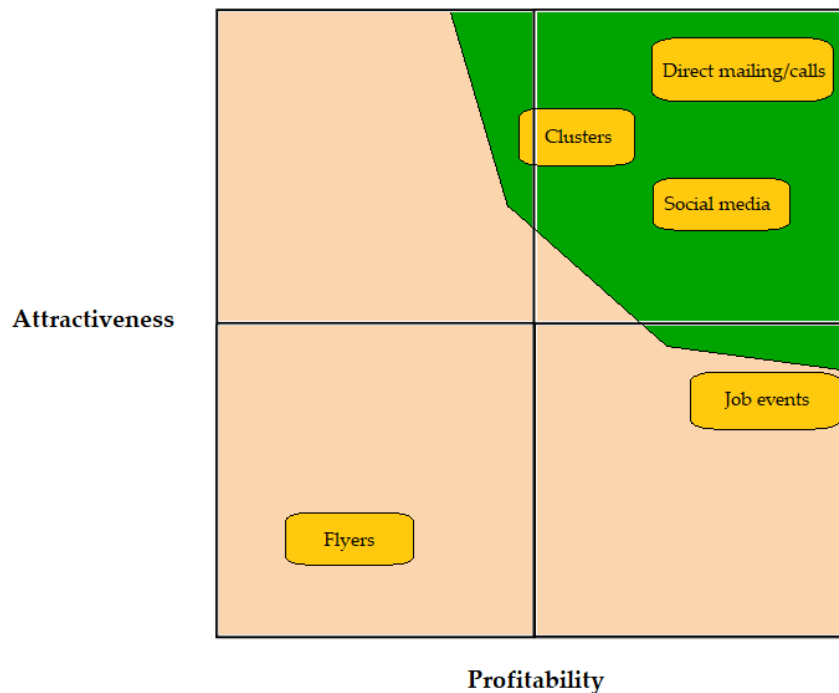 Direct mailing/calls
Clusters
Social media
Attractiveness
Job events
Flyers
Profitability